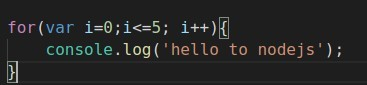 for(var i=0;i<=5; i++){
    console.log('hello to nodejs');
}